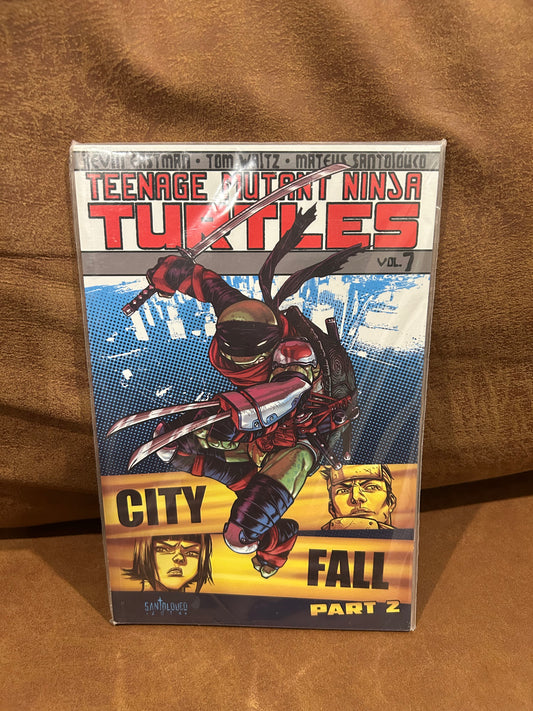 KEVIN EASTMAN • TOM WALTZ • MATEUS SANTOLOUCO
TEENAGE MUTANT NINJA
TURTLES
VOL. 7
CITY
FALL
PART 2
SANTOLOUCO